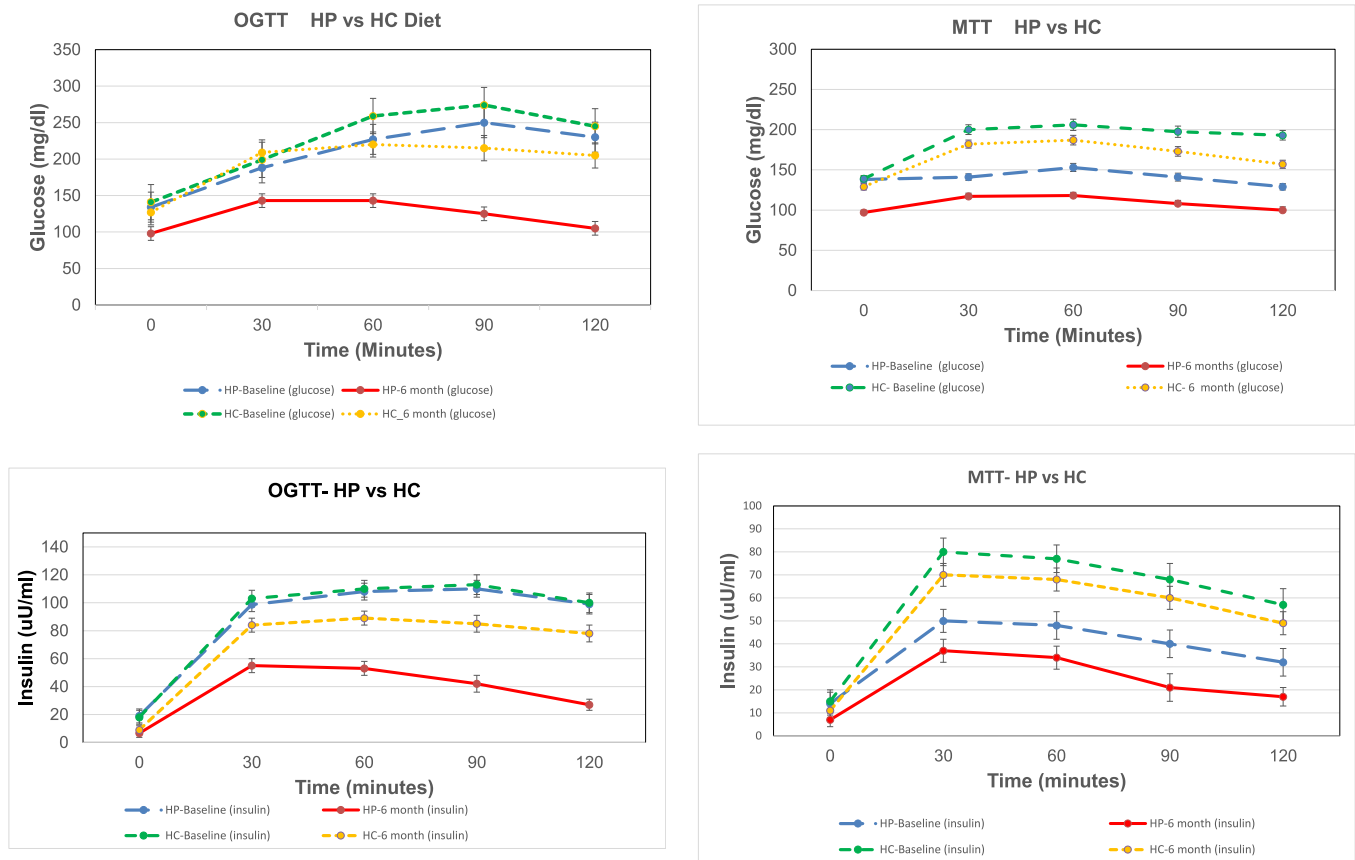 OGTT HP vs HC Diet
350
300
250
200
150
100
50
0
Glucose (mg/dl)
0 30 60 90 120
Time (Minutes)
HP-Baseline (glucose) HP-6 month (glucose)
HC-Baseline (glucose) HC_6 month (glucose)
MTT HP vs HC
300
250
200
150
100
50
0
Glucose (mg/dl)
0 30 60 90 120
Time (Minutes)
HP-Baseline (glucose) HP-6 months (glucose)
HC- Baseline (glucose) HC- 6 month (glucose)
OGTT- HP vs HC
140
120
100
80
60
40
20
0
Insulin (uU/ml)
0 30 60 90 120
Time (minutes)
HP-Baseline (insulin) HP-6 month (insulin)
HC-Baseline (insulin) HC-6 month (insulin)
MTT- HP vs HC
100
90
80
70
60
50
40
30
20
10
0
Insulin (uU/ml)
0 30 60 90 120
Time (minutes)
HP-Baseline (insulin) HP-6 month (insulin)
HC-Baseline (insulin) HC-6 month (insulin)